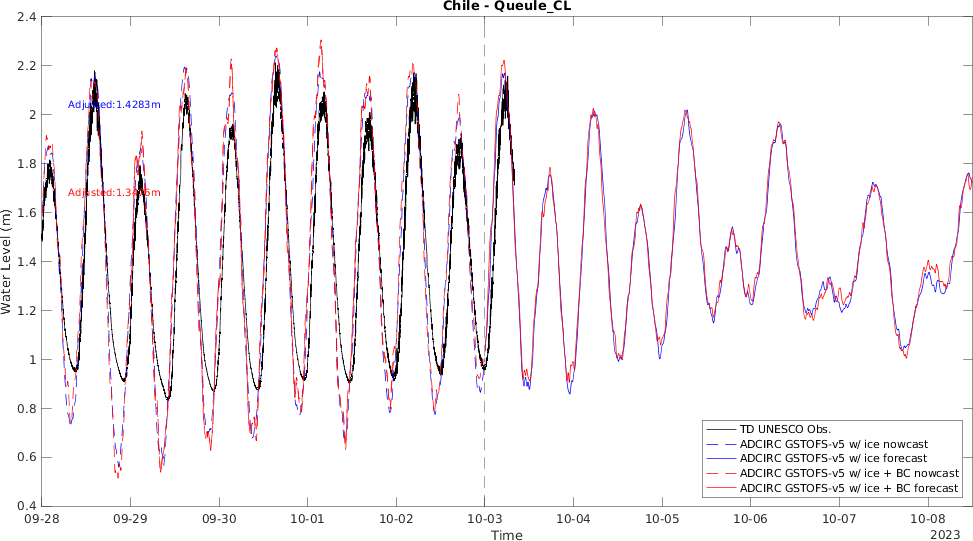 Chile - Queule_CL
2.4
2.2
2
1.8
1.6
1.4
1.2
1
0.8
0.6
0.4
Water Level (m)
Adjusted:1.4283m
TD UNESCO Obs.
ADCIRC GSTOFS-v5 w/ ice nowcast
ADCIRC GSTOFS-v5 w/ ice forecast
ADCIRC GSTOFS-v5 w/ ice + BC nowcast
ADCIRC GSTOFS-v5 w/ ice + BC forecast
09-28
09-29
09-30
10-01
10-02
10-03
10-04
10-05
10-06
10-07
10-08
Time
2023